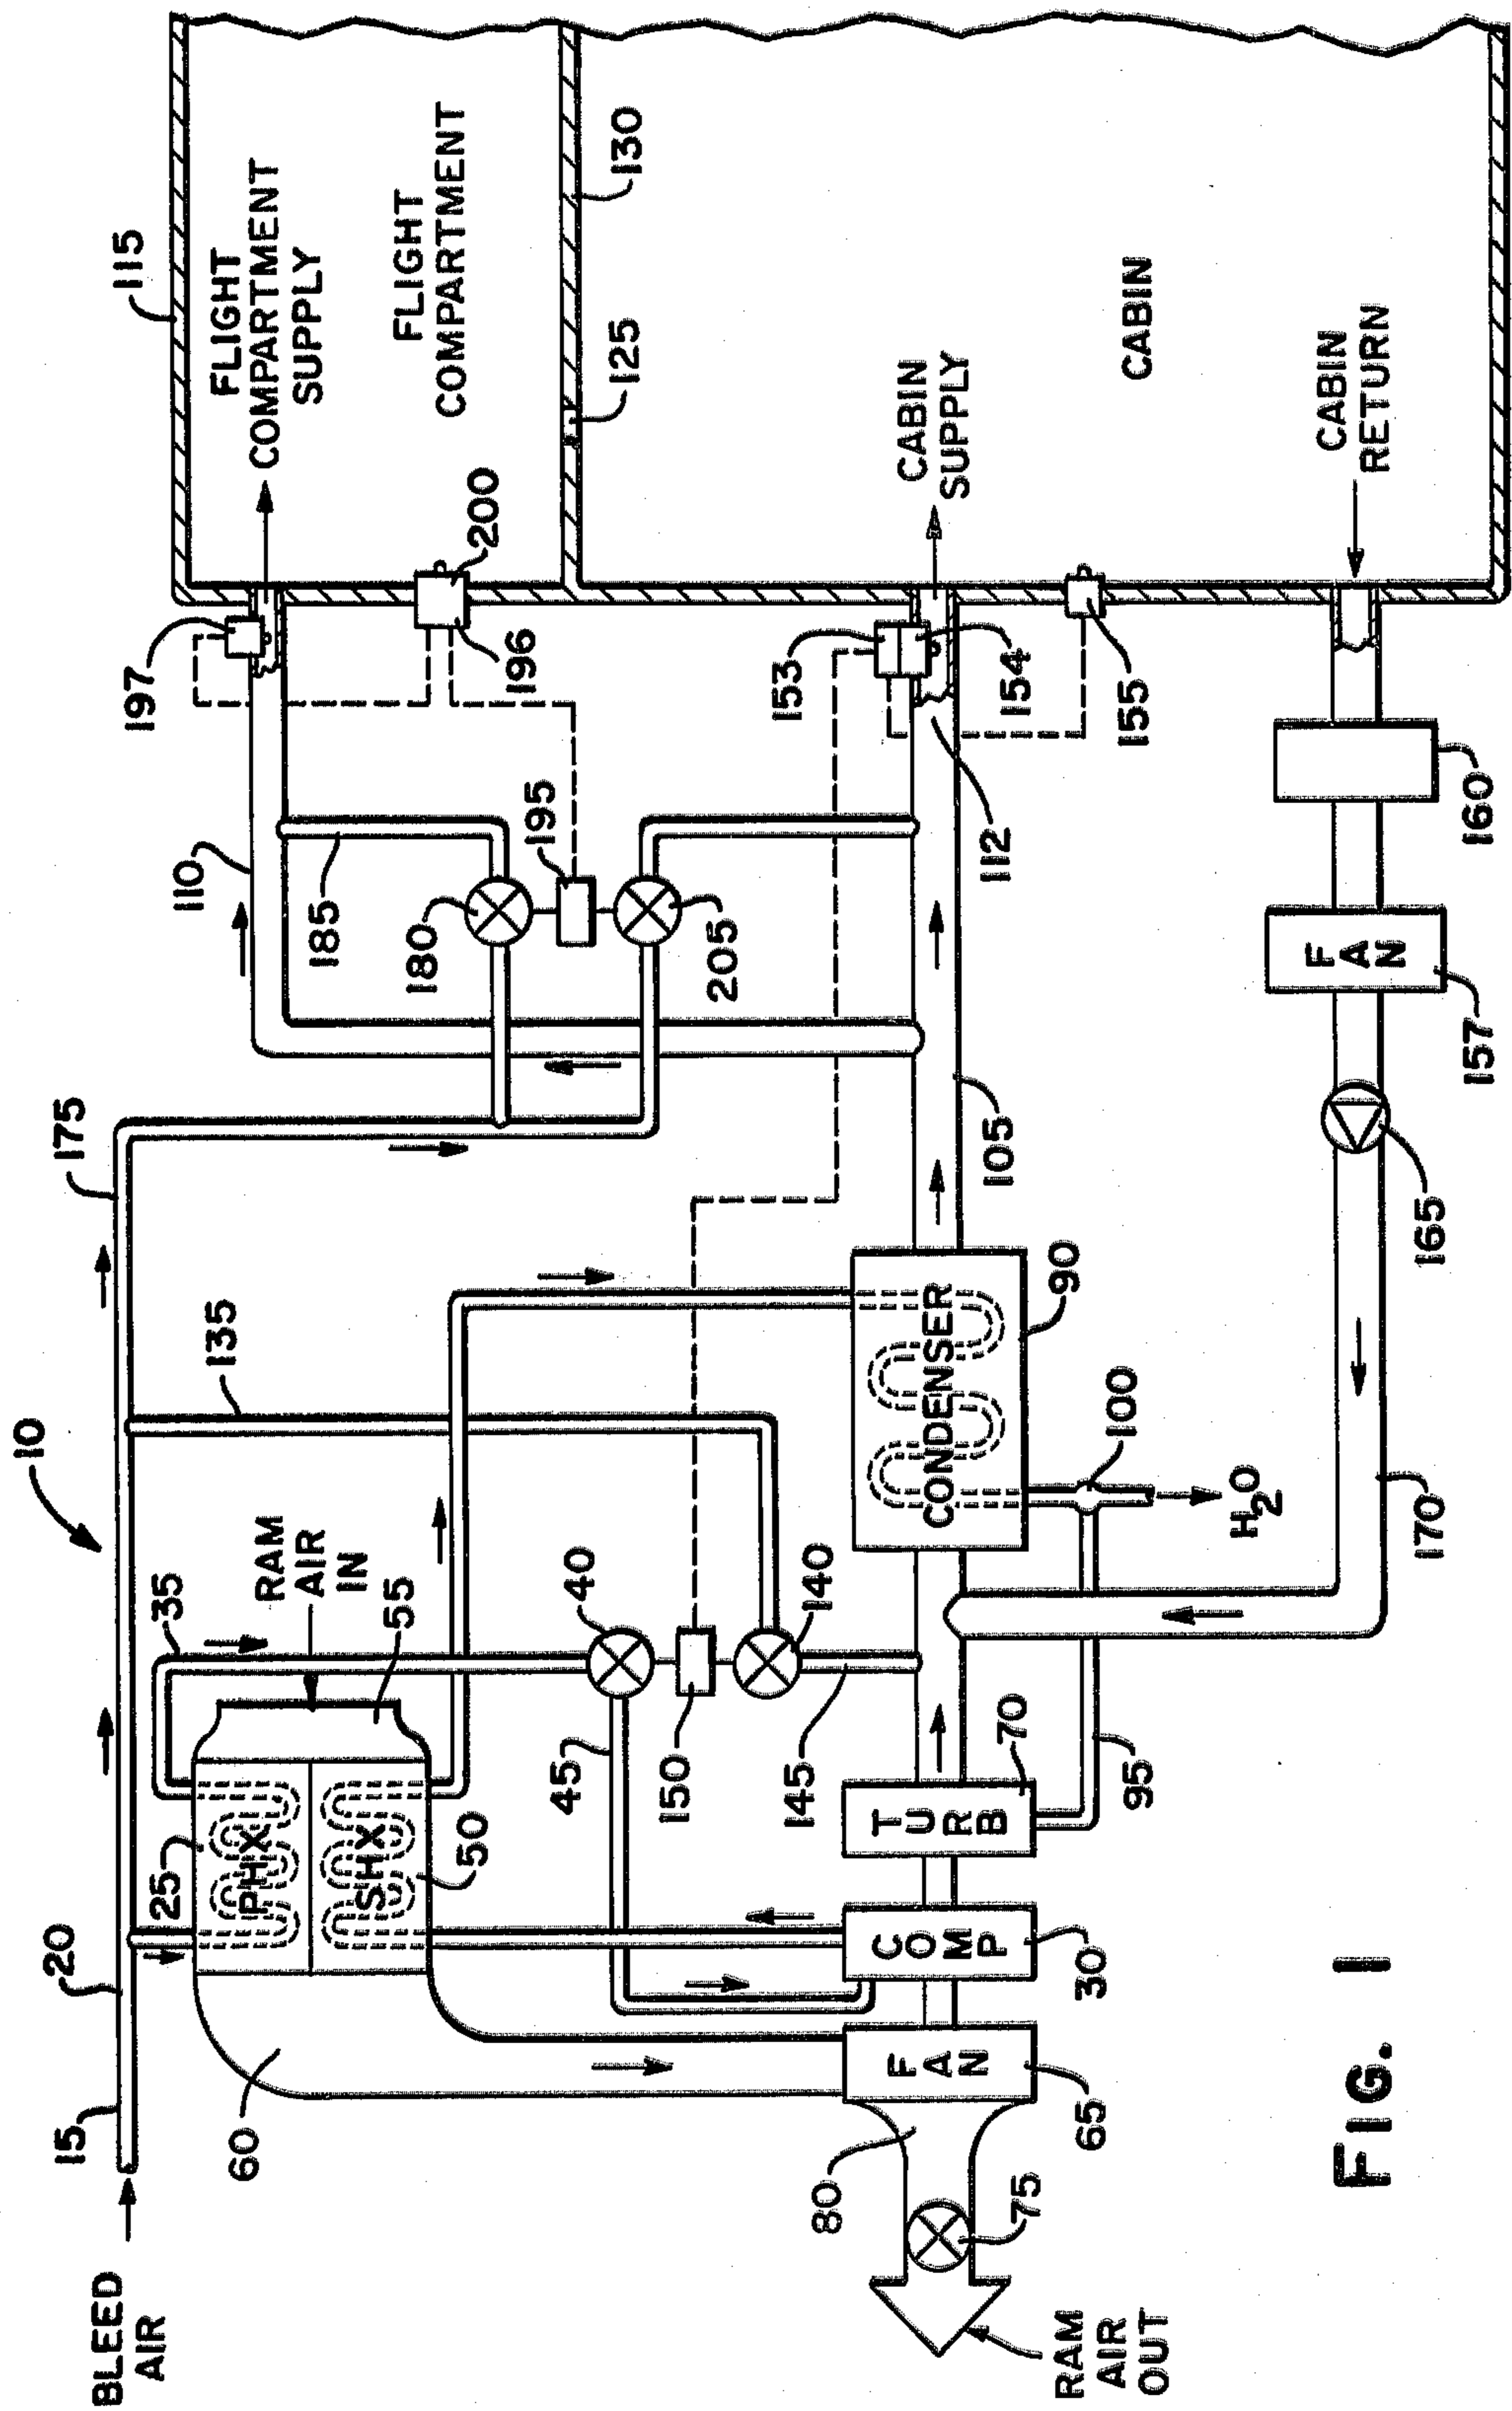 10
BLEED
AIR
15
20
175
135
35
RAM
AIR
IN
55
25
PHX
SHX
50
60
40
45
150
140
145
FAN
65
COMP
30
TURB
70
95
80
75
RAM
AIR
OUT
CONDENSER
90
100
H2O
105
110
185
180
195
205
112
197
196
200
153
154
155
115
FLIGHT
COMPARTMENT
SUPPLY
FLIGHT
COMPARTMENT
125
130
CABIN
SUPPLY
CABIN
CABIN
RETURN
160
FAN
157
165
170
FIG. 1